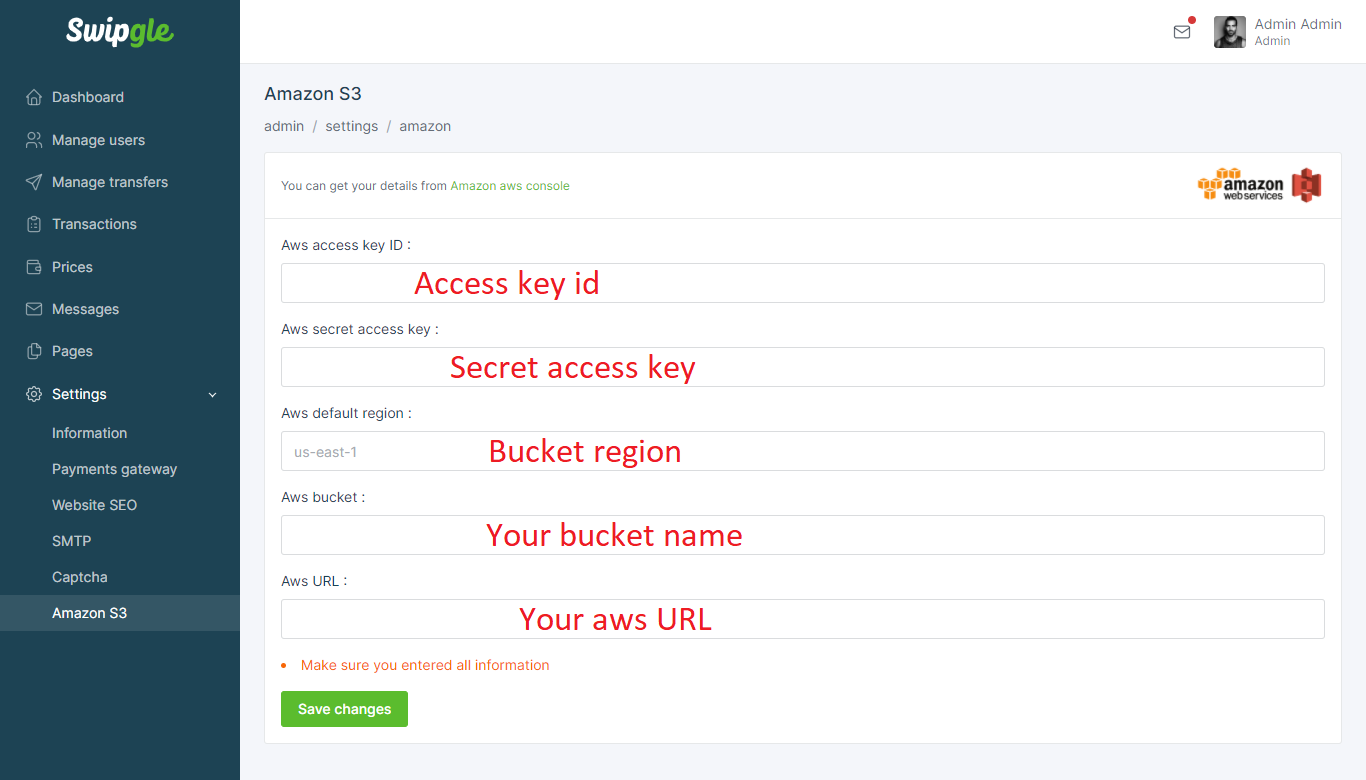 Swipgle
Admin Admin
Admin
Dashboard
Manage users
Manage transfers
Transactions
Prices
Messages
Pages
Settings
Information
Payments gateway
Website SEO
SMTP
Captcha
Amazon S3
Amazon S3
admin / settings / amazon
You can get your details from Amazon aws console
amazon
web services
Aws access key ID :
Access key id
Aws secret access key :
Secret access key
Aws default region :
us-east-1 Bucket region
Aws bucket :
Your bucket name
Aws URL :
Your aws URL
• Make sure you entered all information
Save changes